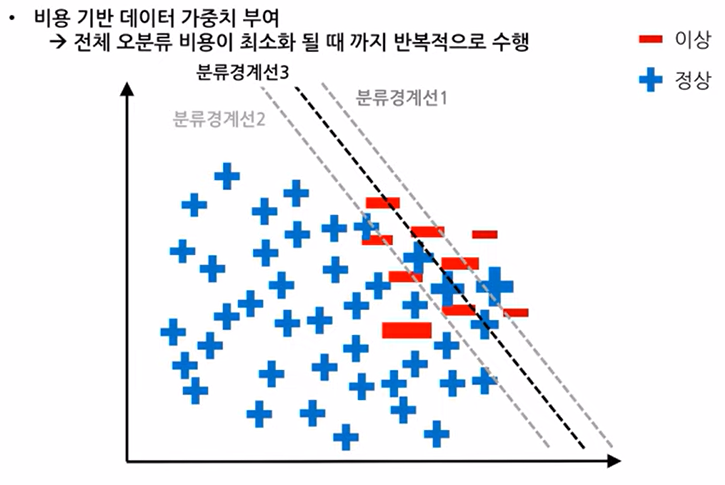 • 비용 기반 데이터 가중치 부여
→ 전체 오분류 비용이 최소화 될 때 까지 반복적으로 수행
이상
정상
분류경계선3
분류경계선1
분류경계선2